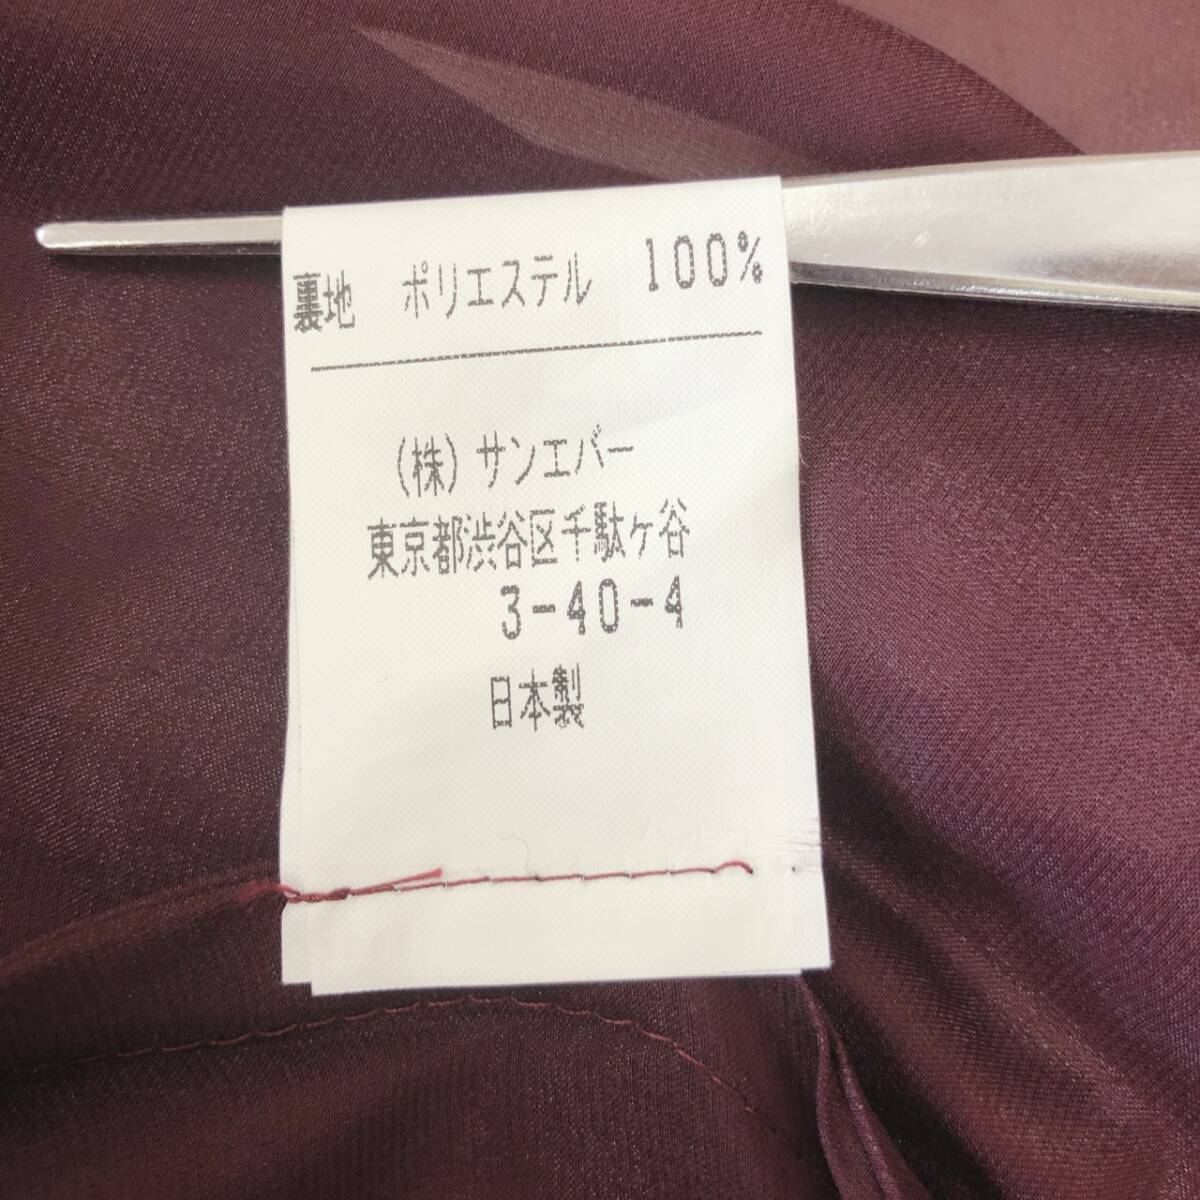 裏地 ポリエステル 100%
(株) サンエバー
東京都渋谷区千駄ヶ谷
3-40-4
日本製